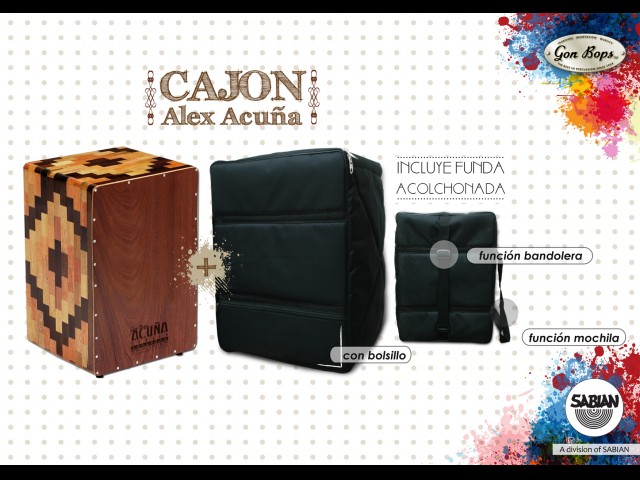 CAJON
Alex Acuña
Gon Bops
INCLUYE FUNDA
ACOLCHONADA
función bandolera
ACUÑA
con bolsillo
función mochila
SABIAN
A division of SABIAN